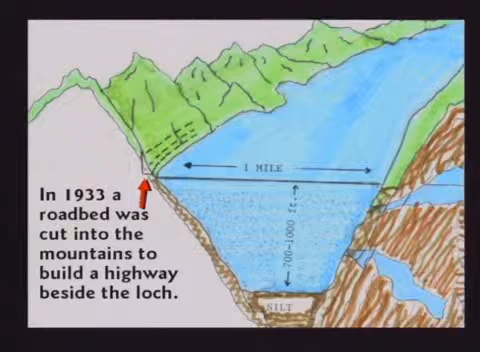 1 MILE
In 1933 a
roadbed was
cut into the
mountains to
build a highway
beside the loch.
700-1000 ft.
SILT